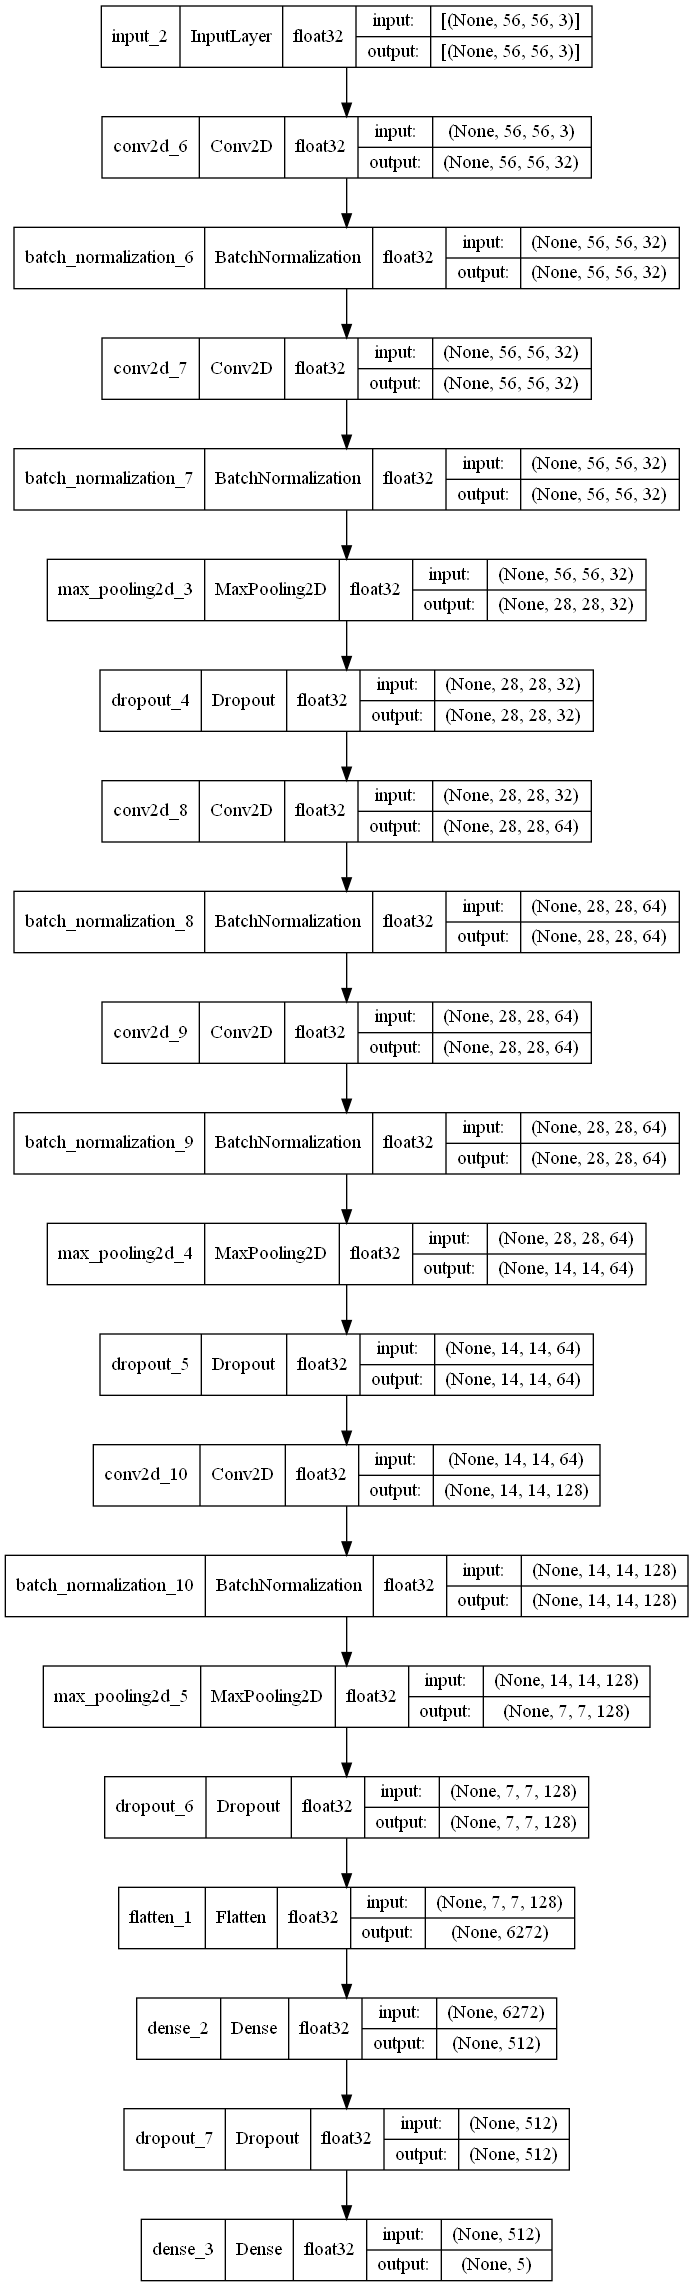 input_2 InputLayer float32 input: [(None, 56, 56, 3)]
output: [(None, 56, 56, 3)]
conv2d_6 Conv2D float32 input: (None, 56, 56, 3)
output: (None, 56, 56, 32)
batch_normalization_6 BatchNormalization float32 input: (None, 56, 56, 32)
output: (None, 56, 56, 32)
conv2d_7 Conv2D float32 input: (None, 56, 56, 32)
output: (None, 56, 56, 32)
batch_normalization_7 BatchNormalization float32 input: (None, 56, 56, 32)
output: (None, 56, 56, 32)
max_pooling2d_3 MaxPooling2D float32 input: (None, 56, 56, 32)
output: (None, 28, 28, 32)
dropout_4 Dropout float32 input: (None, 28, 28, 32)
output: (None, 28, 28, 32)
conv2d_8 Conv2D float32 input: (None, 28, 28, 32)
output: (None, 28, 28, 64)
batch_normalization_8 BatchNormalization float32 input: (None, 28, 28, 64)
output: (None, 28, 28, 64)
conv2d_9 Conv2D float32 input: (None, 28, 28, 64)
output: (None, 28, 28, 64)
batch_normalization_9 BatchNormalization float32 input: (None, 28, 28, 64)
output: (None, 28, 28, 64)
max_pooling2d_4 MaxPooling2D float32 input: (None, 28, 28, 64)
output: (None, 14, 14, 64)
dropout_5 Dropout float32 input: (None, 14, 14, 64)
output: (None, 14, 14, 64)
conv2d_10 Conv2D float32 input: (None, 14, 14, 64)
output: (None, 14, 14, 128)
batch_normalization_10 BatchNormalization float32 input: (None, 14, 14, 128)
output: (None, 14, 14, 128)
max_pooling2d_5 MaxPooling2D float32 input: (None, 14, 14, 128)
output: (None, 7, 7, 128)
dropout_6 Dropout float32 input: (None, 7, 7, 128)
output: (None, 7, 7, 128)
flatten_1 Flatten float32 input: (None, 7, 7, 128)
output: (None, 6272)
dense_2 Dense float32 input: (None, 6272)
output: (None, 512)
dropout_7 Dropout float32 input: (None, 512)
output: (None, 512)
dense_3 Dense float32 input: (None, 512)
output: (None, 5)